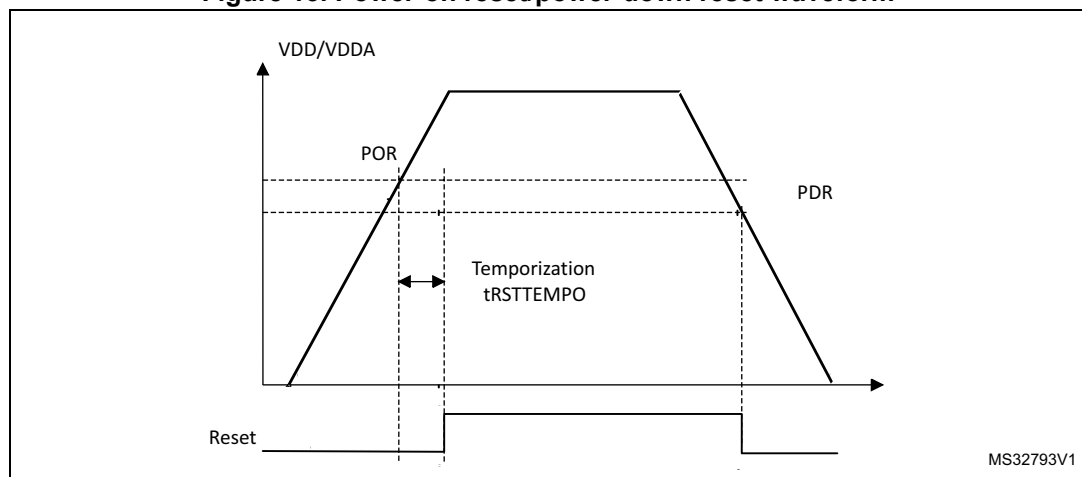 VDD/VDDA
POR
PDR
Temporization
tRSTTEMPO
Reset
MS32793V1